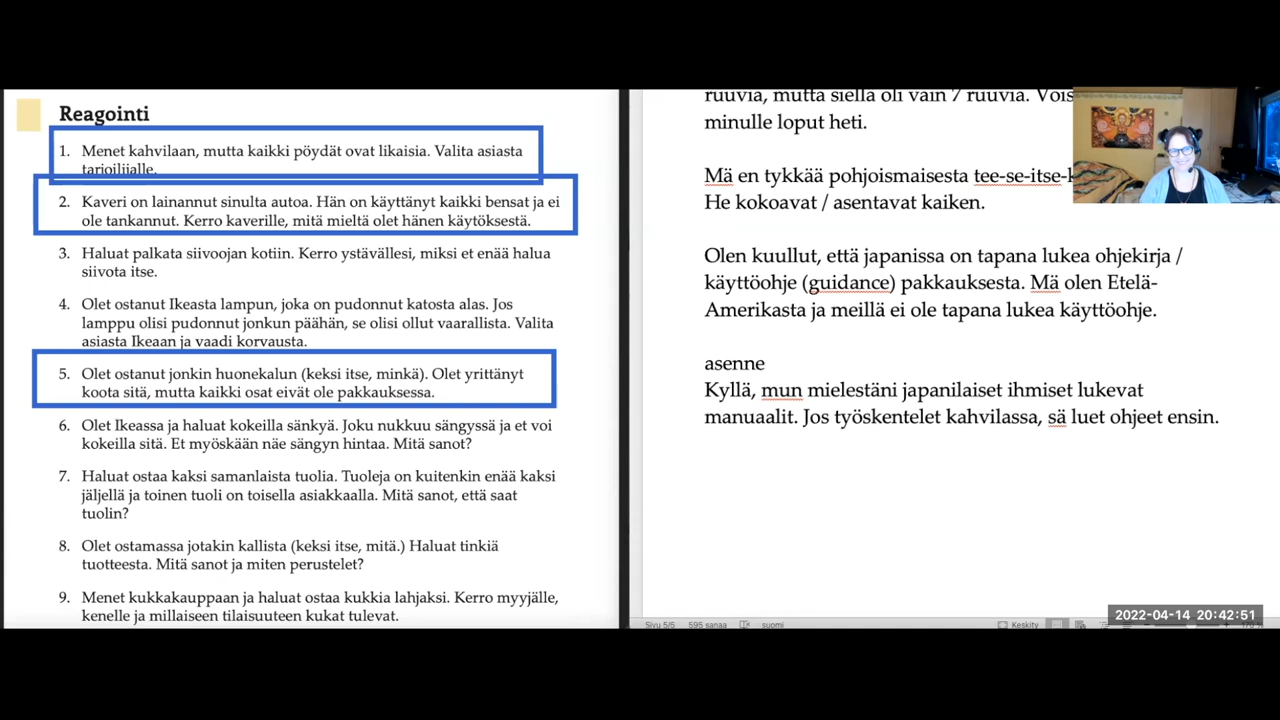 Reagointi
1. Menet kahvilaan, mutta kaikki pöydät ovat likaisia. Valita asiasta
tarjoilijalle.
2. Kaveri on lainannut sinulta autoa. Hän on käyttänyt kaikki bensat ja ei
ole tankannut. Kerro kaverille, mitä mieltä olet hänen käytöksestä.
3. Haluat palkata siivoojan kotiin. Kerro ystävällesi, miksi et enää halua
siivota itse.
4. Olet ostanut Ikeasta lampun, joka on pudonnut katosta alas. Jos
lamppu olisi pudonnut jonkun päähän, se olisi ollut vaarallista. Valita
asiasta Ikeaan ja vaadi korvausta.
5. Olet ostanut jonkin huonekalun (keksi itse, minkä). Olet yrittänyt
koota sitä, mutta kaikki osat eivät ole pakkauksessa.
6. Olet Ikeassa ja haluat kokeilla sänkyä. Joku nukkuu sängyssä ja et voi
kokeilla sitä. Et myöskään näe sängyn hintaa. Mitä sanot?
7. Haluat ostaa kaksi samanlaista tuolia. Tuoleja on kuitenkin enää kaksi
jäljellä ja toinen tuoli on toisella asiakkaalla. Mitä sanot, että saat
tuolin?
8. Olet ostamassa jotakin kallista (keksi itse, mitä.) Haluat tinkiä
tuotteesta. Mitä sanot ja miten perustelet?
9. Menet kukkakauppaan ja haluat ostaa kukkia lahjaksi. Kerro myyjälle,
kenelle ja millaiseen tilaisuuteen kukat tulevat.
ruuvia, mutta siellä oli vain 7 ruuvia. Vois
minulle loput heti.
Mä en tykkää pohjoismaisesta tee-se-itse-k
He kokoavat / asentavat kaiken.
Olen kuullut, että japanissa on tapana lukea ohjekirja /
käyttöohje (guidance) pakkauksesta. Mä olen Etelä-
Amerikasta ja meillä ei ole tapana lukea käyttöohje.
asenne
Kyllä, mun mielestäni japanilaiset ihmiset lukevat
manuaalit. Jos työskentelet kahvilassa, sä luet ohjeet ensin.
2022-04-14 20:42:51
Sivu 5/5 595 sanaa suomi Keskity